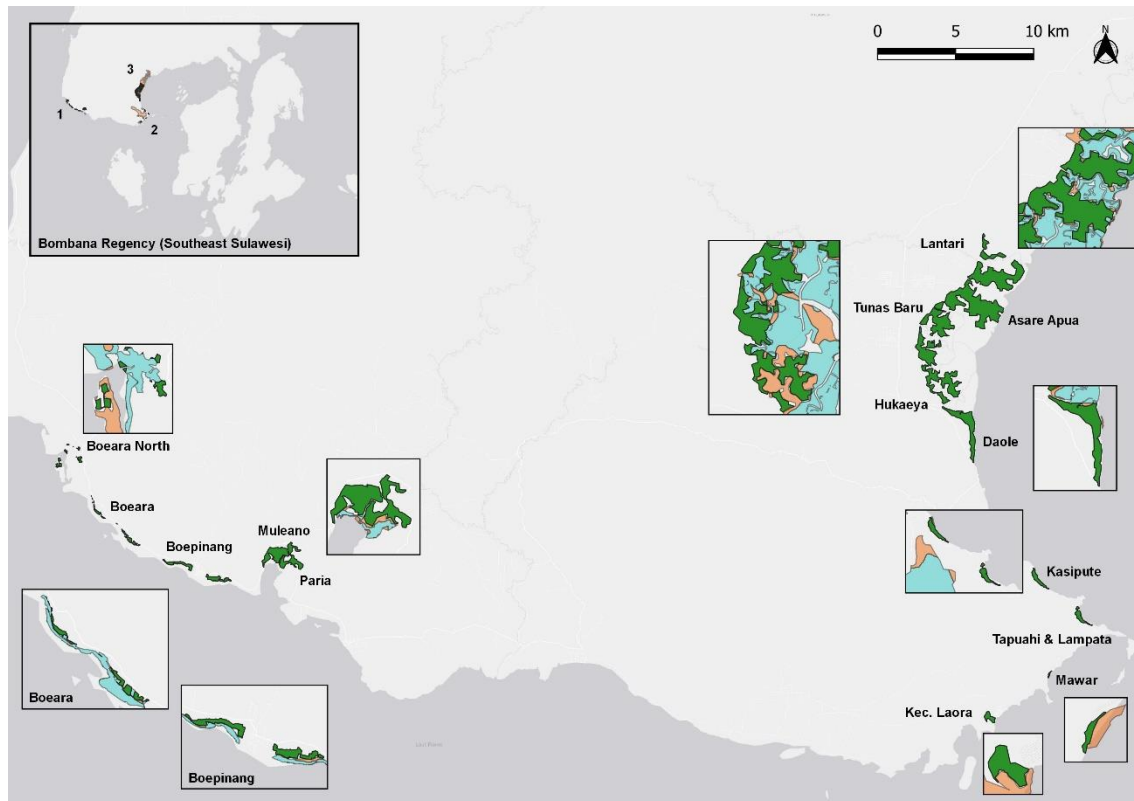 0 5 10 km
N
3
1
2
Bombana Regency (Southeast Sulawesi)
Lantari
Tunas Baru
Asare Apua
Hukaeya
Daole
Boeara North
Boeara
Boepinang
Muleano
Paria
Kasipute
Tapuahi & Lampata
Mawar
Kec. Laora
Boeara
Boepinang